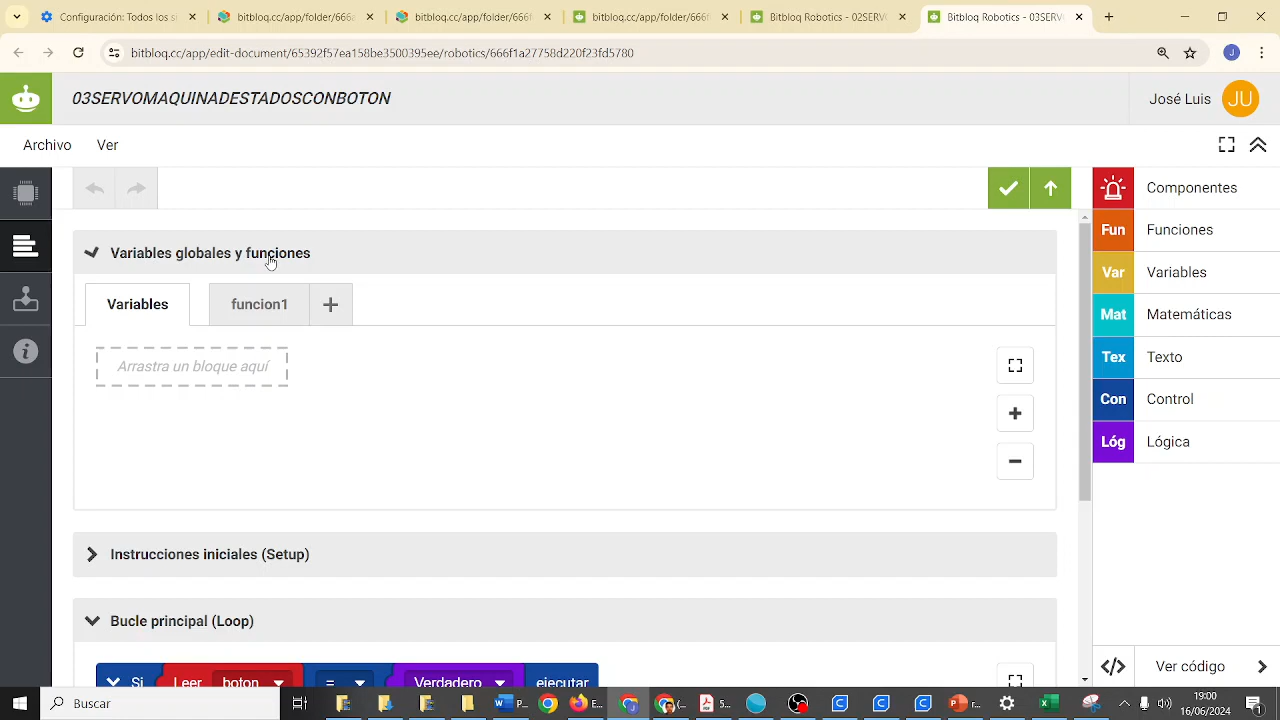 Configuración: Todos los si
bitbloq.cc/app/folder/666
bitbloq.cc/app/folder/666f
bitbloq.cc/app/folder/666f
Bitbloq Robotics - 02SERV
Bitbloq Robotics - 03SERV
bitbloq.cc/app/edit-document/65392f57ea158be3500395ee/robotics/666f1a27758d220f23fd5780
J
03SERVOMAQUINADESTADOSCONBOTON
José Luis
JU
Archivo
Ver
Componentes
Variables globales y funciones
Fun
Funciones
Var
Variables
Variables
funcion1
Mat
Matemáticas
Arrastra un bloque aquí
Tex
Texto
Con
Control
Lóg
Lógica
Instrucciones iniciales (Setup)
Bucle principal (Loop)
Si
Leer
boton
=
Verdadero
ejecutar
Ver código
Buscar
P...
E...
(...
S...
(...
19:00
16/06/2024